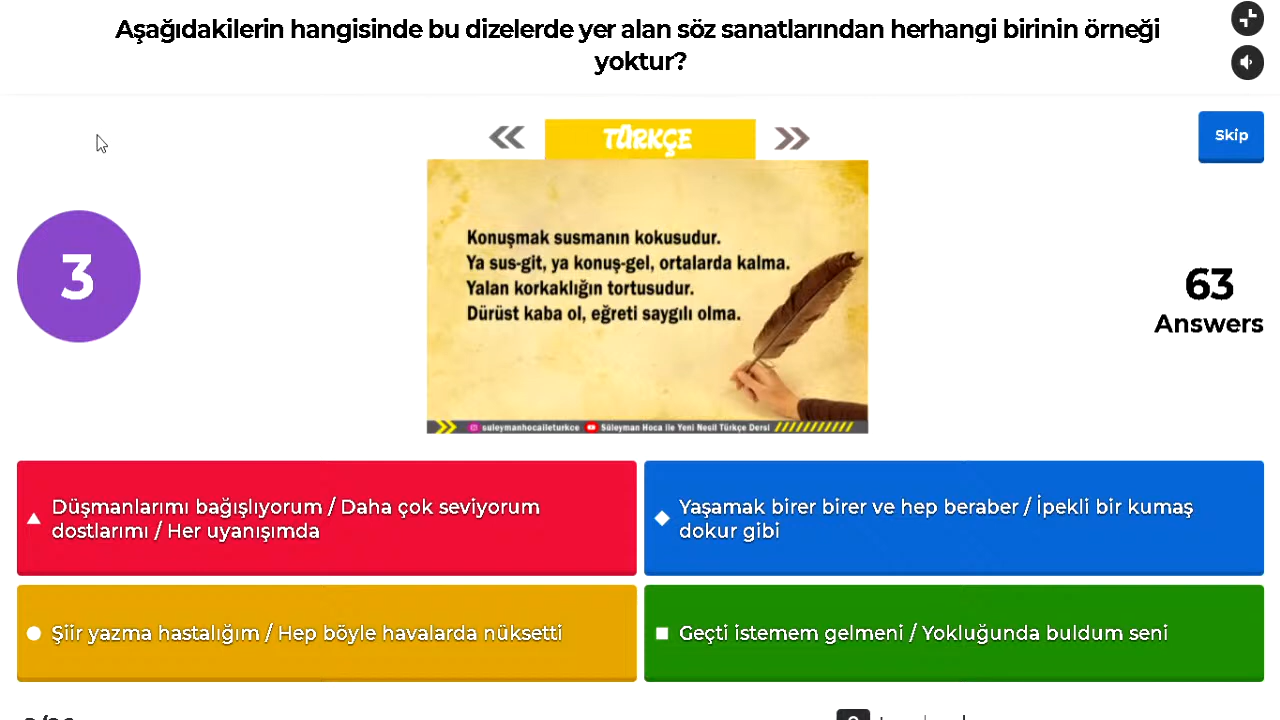 Aşağıdakilerin hangisinde bu dizelerde yer alan söz sanatlarından herhangi birinin örneği
yoktur?
Skip
TÜRKÇE
Konuşmak susmanın kokusudur.
Ya sus-git, ya konuş-gel, ortalarda kalma.
Yalan korkaklığın tortusudur.
Dürüst kaba ol, eğreti saygılı olma.
3
63
Answers
suleymanhocaileturkce Süleyman Hoca ile Yeni Nesil Türkçe Dersi
Düşmanlarımı bağışlıyorum / Daha çok seviyorum
dostlarımı / Her uyanışımda
Yaşamak birer birer ve hep beraber / İpekli bir kumaş
dokur gibi
Şiir yazma hastalığım / Hep böyle havalarda nüksetti
Geçti istemem gelmeni / Yokluğunda buldum seni